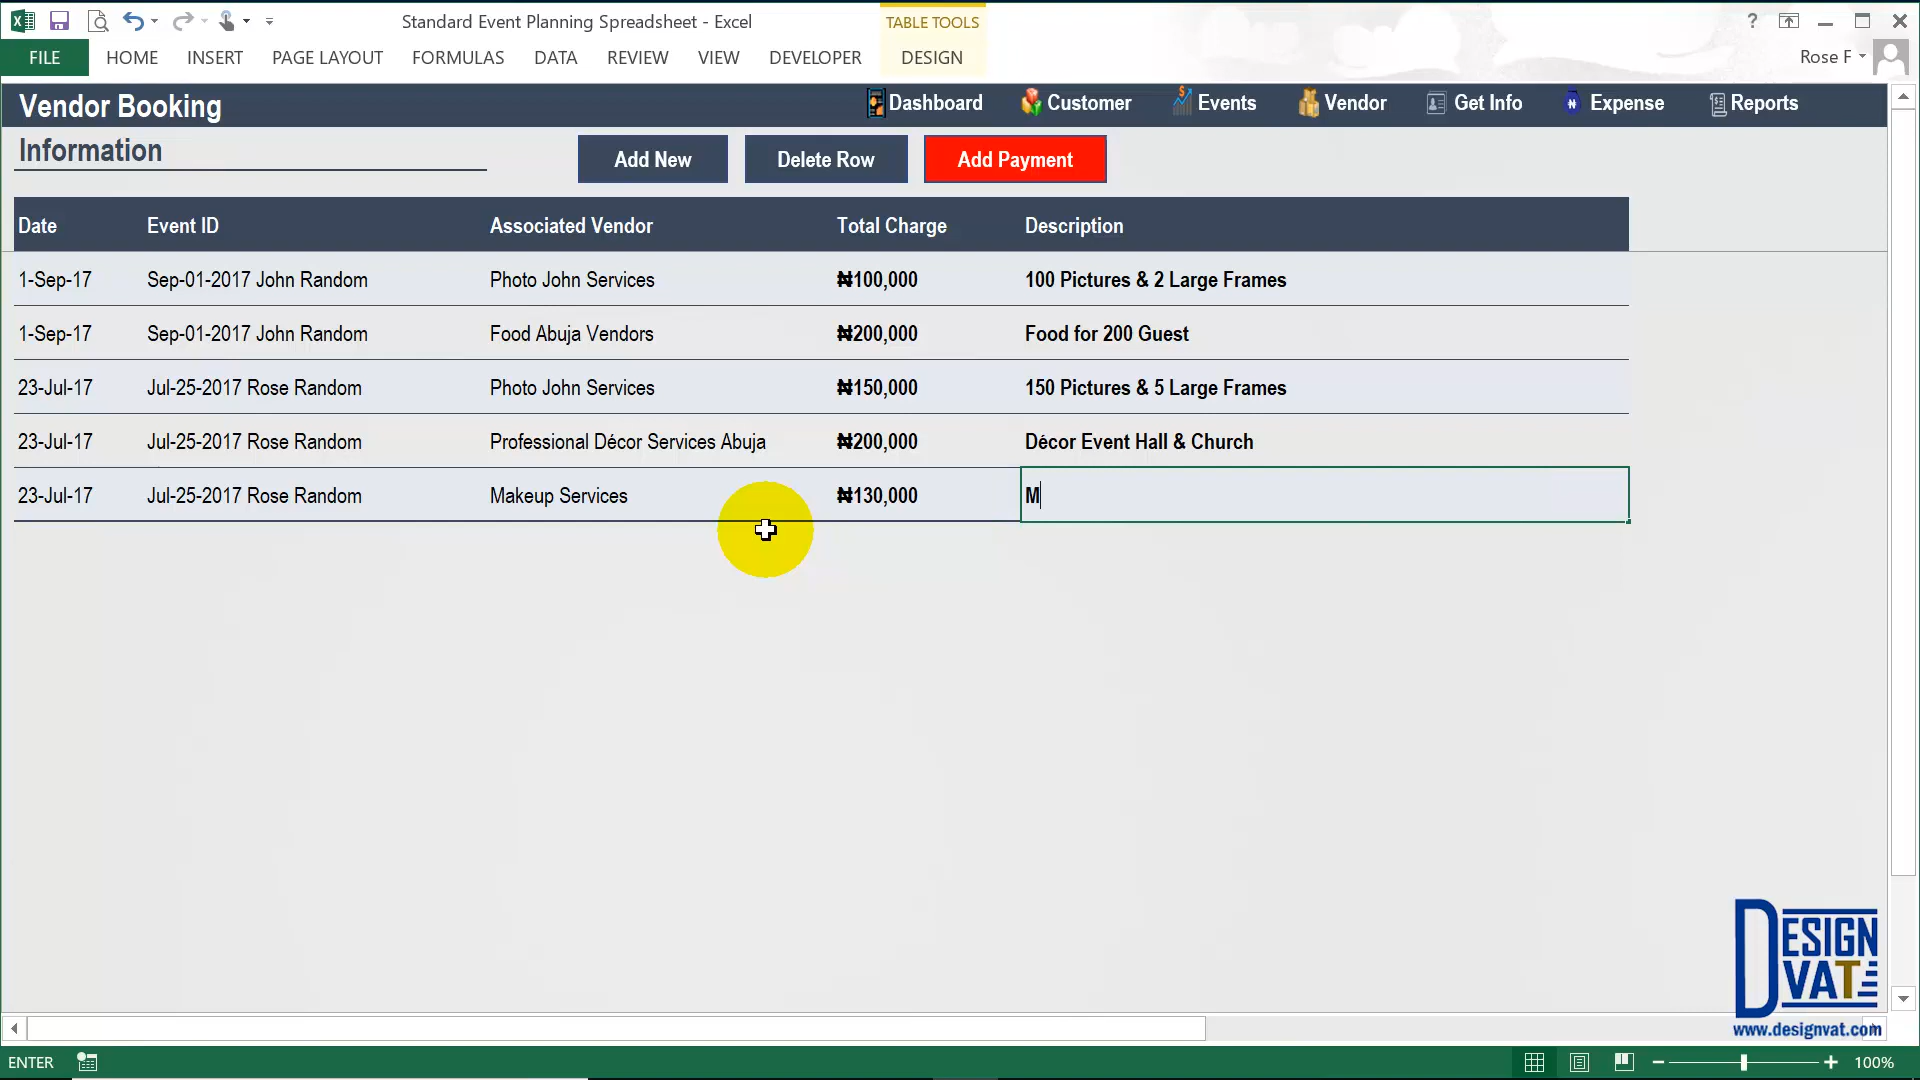 Standard Event Planning Spreadsheet - Excel
TABLE TOOLS
?
FILE HOME INSERT PAGE LAYOUT FORMULAS DATA REVIEW VIEW DEVELOPER DESIGN
Rose F
Vendor Booking
Dashboard Customer Events Vendor Get Info Expense Reports
Information
Add New Delete Row Add Payment
Date Event ID Associated Vendor Total Charge Description
1-Sep-17 Sep-01-2017 John Random Photo John Services ₦100,000 100 Pictures & 2 Large Frames
1-Sep-17 Sep-01-2017 John Random Food Abuja Vendors ₦200,000 Food for 200 Guest
23-Jul-17 Jul-25-2017 Rose Random Photo John Services ₦150,000 150 Pictures & 5 Large Frames
23-Jul-17 Jul-25-2017 Rose Random Professional Décor Services Abuja ₦200,000 Décor Event Hall & Church
23-Jul-17 Jul-25-2017 Rose Random Makeup Services ₦130,000 M
DESIGN
VAT
www.designvat.com
ENTER
100%